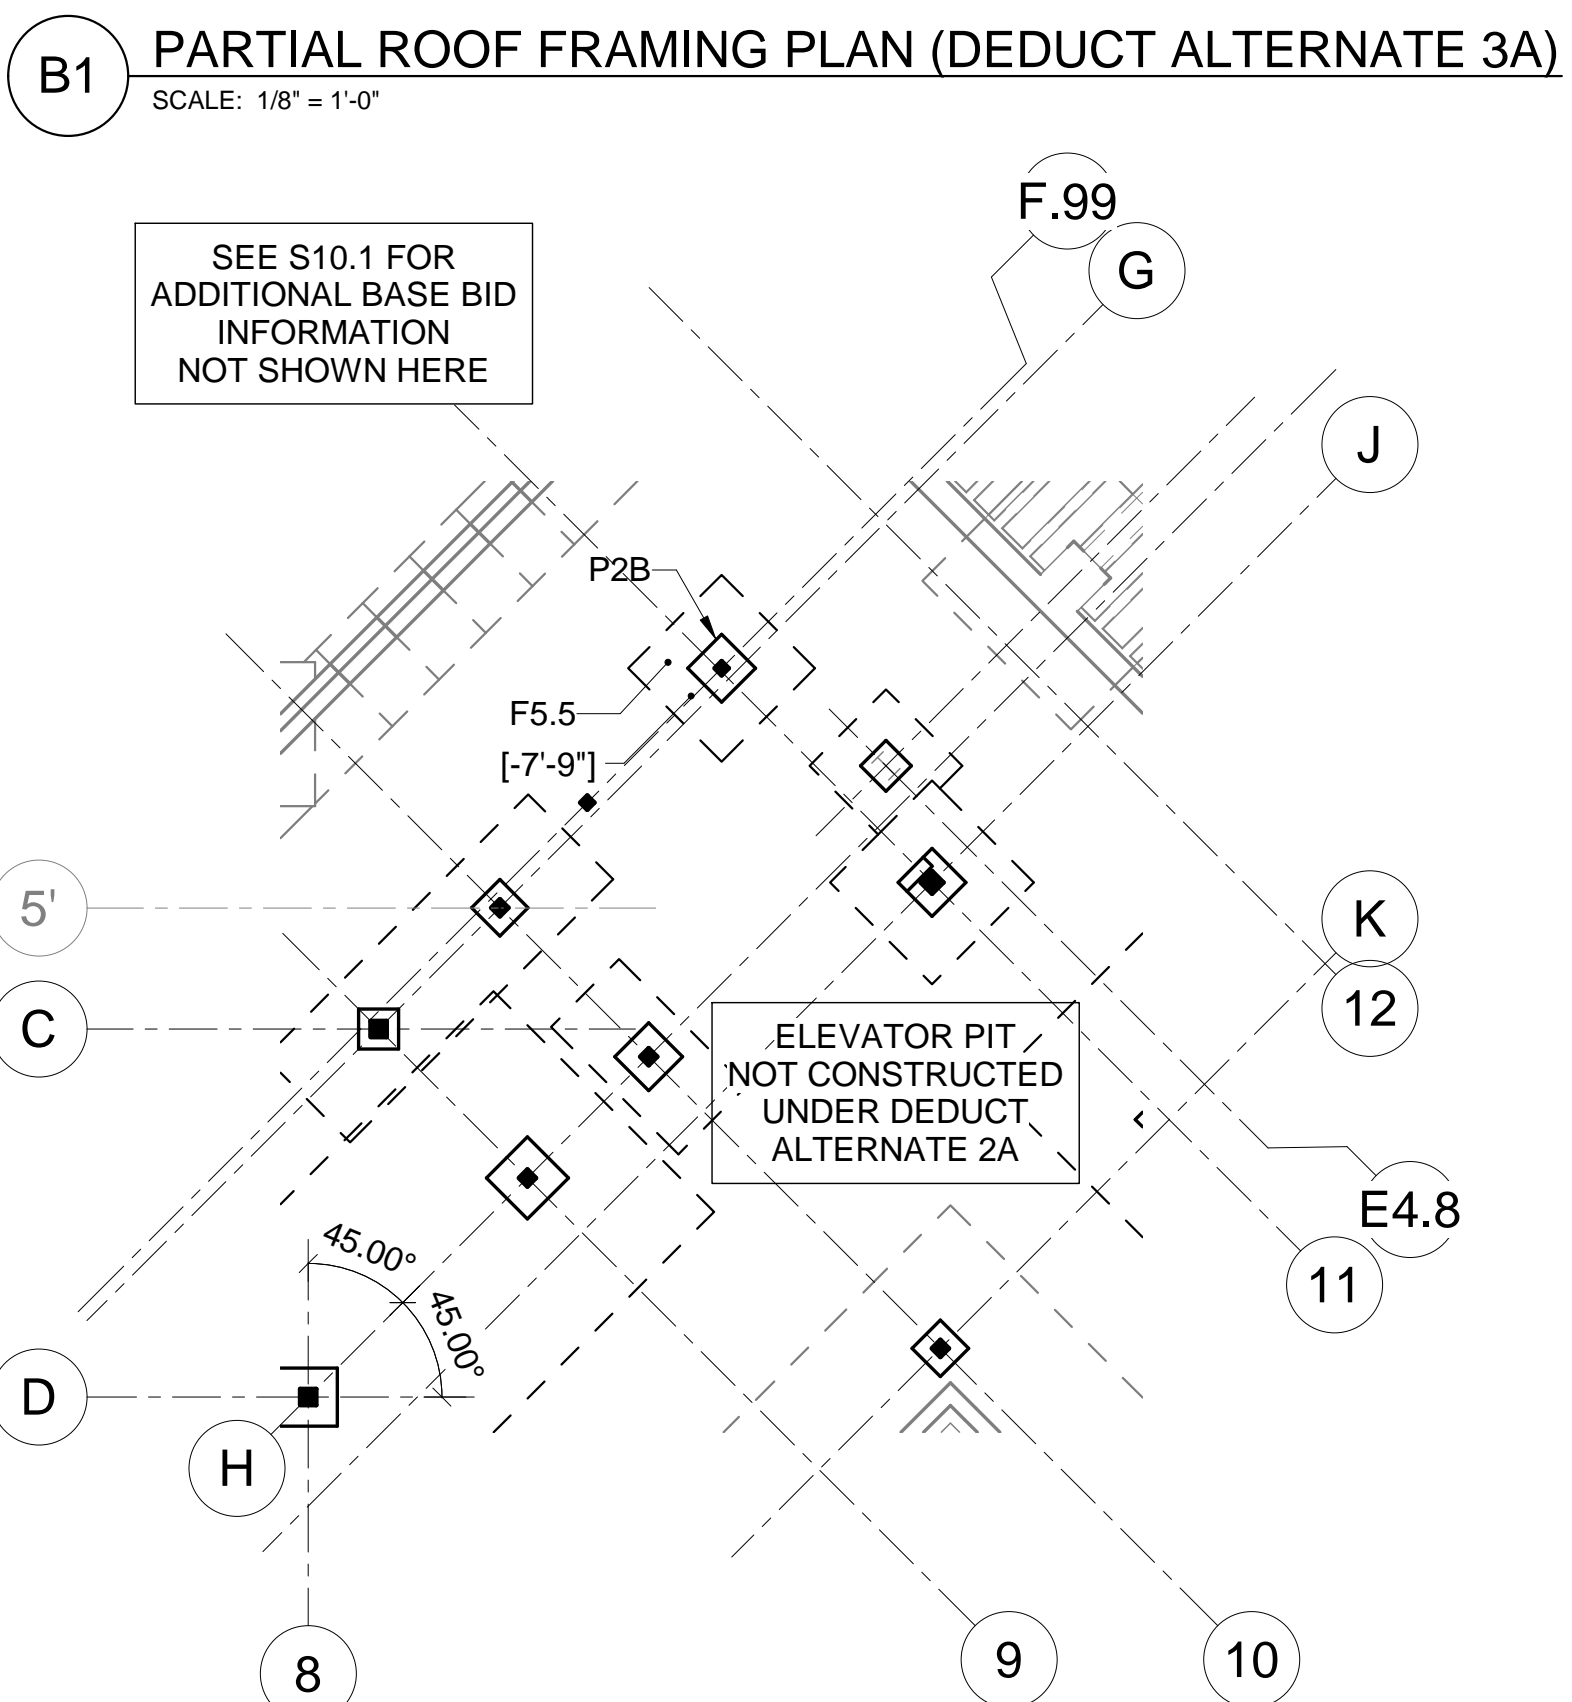 B1
PARTIAL ROOF FRAMING PLAN (DEDUCT ALTERNATE 3A)
SCALE: 1/8" = 1'-0"
F.99
G
SEE S10.1 FOR
ADDITIONAL BASE BID
INFORMATION
NOT SHOWN HERE
J
P2B
F5.5
[-7'-9"]
5'
K
C
12
ELEVATOR PIT
NOT CONSTRUCTED
UNDER DEDUCT
ALTERNATE 2A
E4.8
45.00°
45.00°
11
D
H
8
9
10